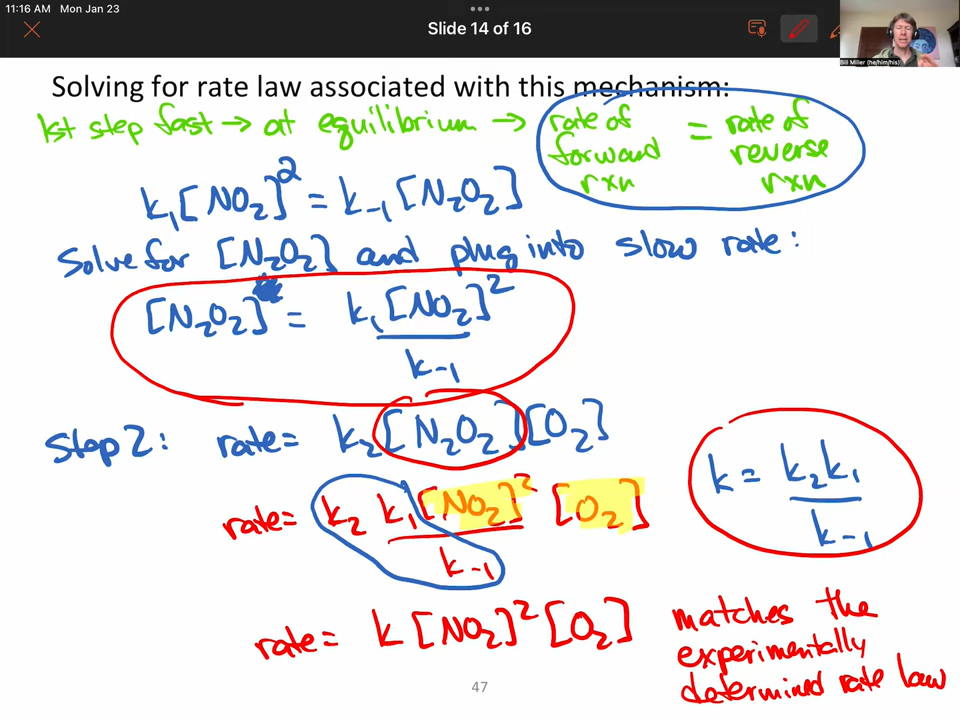 11:16 AM Mon Jan 23
Slide 14 of 16
Bill Miller (he/him/his)
Solving for rate law associated with this mechanism:
1st step fast → at equilibrium → rate of forward rxn = rate of reverse rxn
k₁[NO₂]² = k₋₁[N₂O₂]
Solve for [N₂O₂] and plug into slow rate:
[N₂O₂] = k₁[NO₂]² / k₋₁
Step 2: rate = k₂[N₂O₂][O₂]
rate = k₂ k₁[NO₂]² [O₂] / k₋₁
k = k₂k₁ / k₋₁
rate = k[NO₂]²[O₂]
matches the
experimentally
determined rate law
47